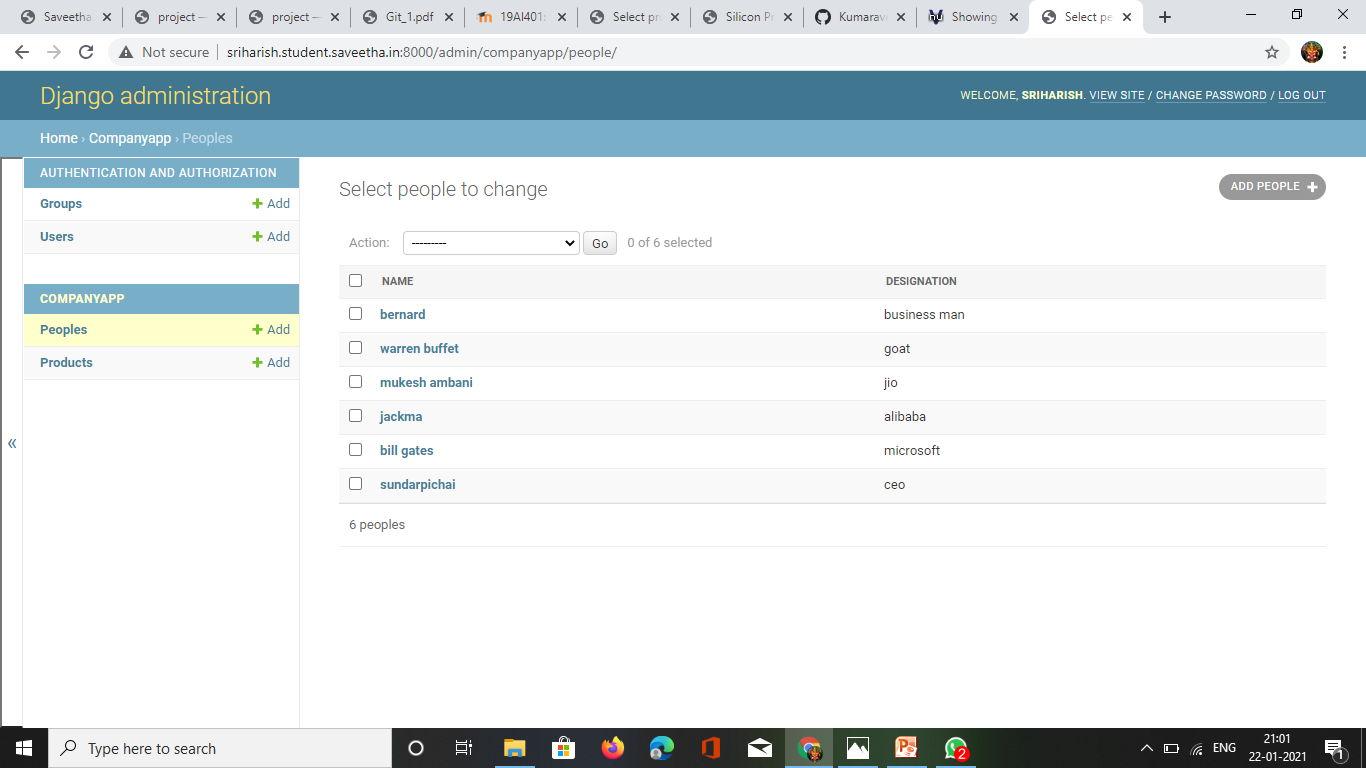 Saveetha project — project — Git_1.pdf 19AI401: Select pr Silicon Pr Kumarav Showing Select pe
Not secure sriharish.student.saveetha.in:8000/admin/companyapp/people/
Django administration
WELCOME, SRIHARISH. VIEW SITE / CHANGE PASSWORD / LOG OUT
Home › Companyapp › Peoples
AUTHENTICATION AND AUTHORIZATION
Groups + Add
Users + Add
COMPANYAPP
Peoples + Add
Products + Add
«
Select people to change
ADD PEOPLE +
Action: --------- Go 0 of 6 selected
NAME DESIGNATION
bernard business man
warren buffet goat
mukesh ambani jio
jackma alibaba
bill gates microsoft
sundarpichai ceo
6 peoples
Type here to search
2
ENG
21:01
22-01-2021
1